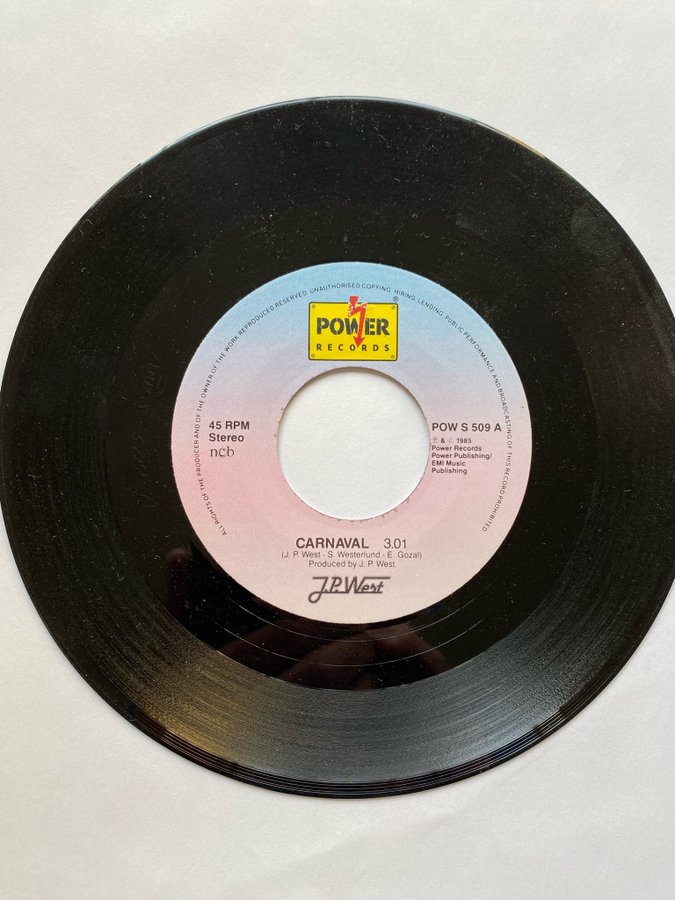 ALL RIGHTS OF THE PRODUCER AND OF THE OWNER OF THE WORK REPRODUCED RESERVED. UNAUTHORISED COPYING, HIRING, LENDING, PUBLIC PERFORMANCE AND BROADCASTING OF THIS RECORD PROHIBITED
POWER ®
RECORDS
45 RPM
Stereo
ncb
POW S 509 A
℗ & © 1985
Power Records
Power Publishing/
EMI Music
Publishing
CARNAVAL 3.01
(J. P. West - S. Westerlund - E. Gozal)
Produced by J. P. West
J.P. West